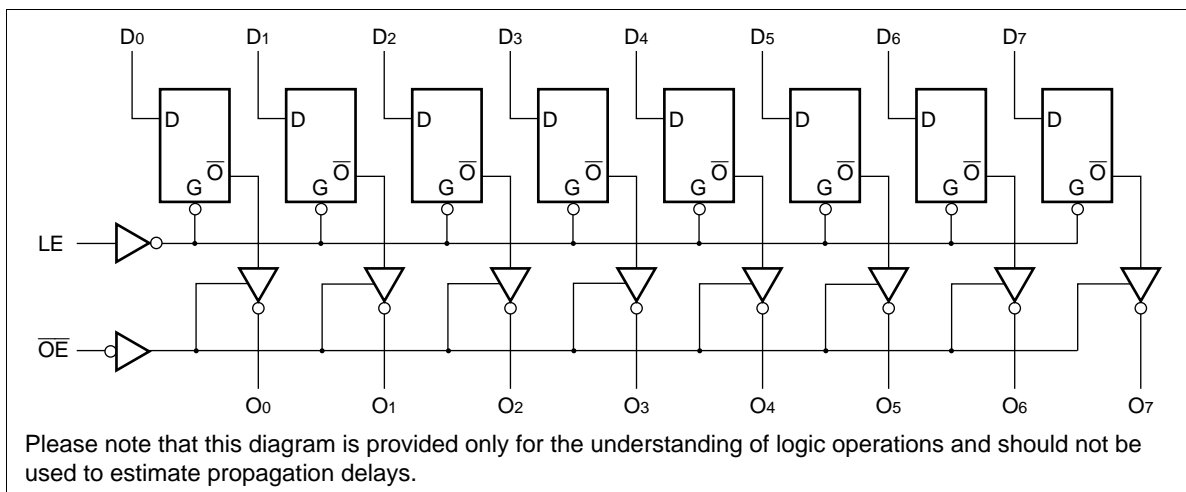 D0 D1 D2 D3 D4 D5 D6 D7
D D D D D D D D
O̅ O̅ O̅ O̅ O̅ O̅ O̅ O̅
G G G G G G G G
LE
O̅E̅
O0 O1 O2 O3 O4 O5 O6 O7
Please note that this diagram is provided only for the understanding of logic operations and should not be
used to estimate propagation delays.